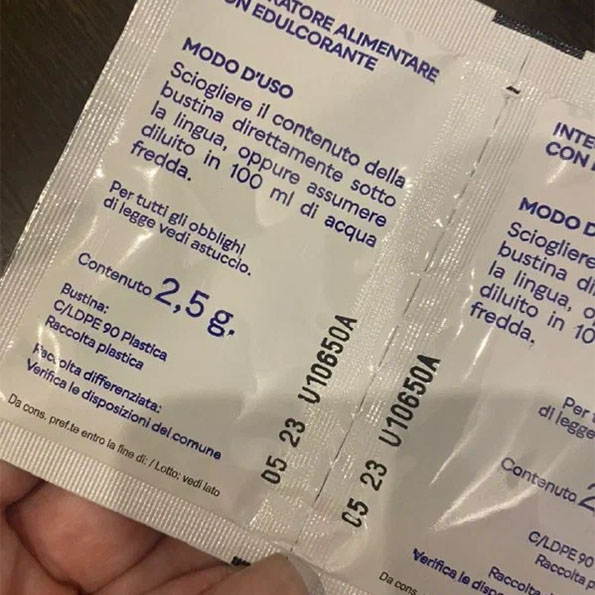 RATORE ALIMENTARE
ON EDULCORANTE
MODO D'USO
Sciogliere il contenuto della
bustina direttamente sotto
la lingua, oppure assumere
diluito in 100 ml di acqua
fredda.
Per tutti gli obblighi
di legge vedi astuccio.
Contenuto 2,5 g.
Bustina:
C/LDPE 90 Plastica
Raccolta plastica
Raccolta differenziata:
Verifica le disposizioni del comune
Da cons. pref.te entro la fine di: / Lotto: vedi lato
05 23 U10650A
05 23 U10650A
INTE
CON
MODO D
Sciogliere
bustina di
la lingua, o
diluito in 10
fredda.
Per t
di legge
Contenuto 2
C/LDPE 90
Raccolta p
Raccolt
Verifica le disp
Da cons